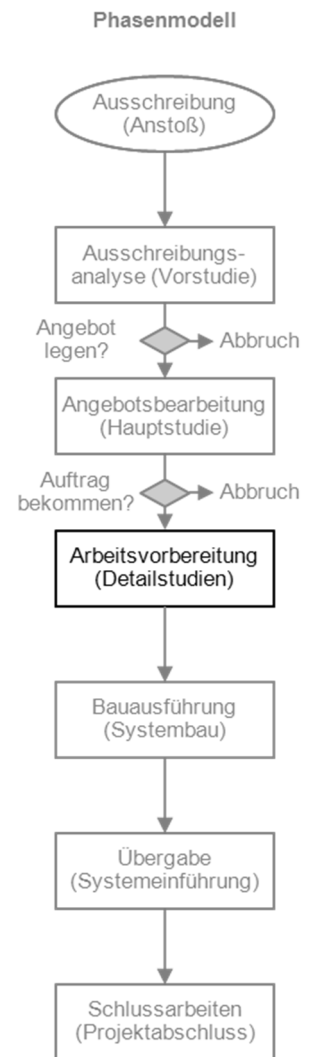 Phasenmodell
Ausschreibung
(Anstoß)
Ausschreibungs-
analyse (Vorstudie)
Angebot
legen?
Abbruch
Angebotsbearbeitung
(Hauptstudie)
Auftrag
bekommen?
Abbruch
Arbeitsvorbereitung
(Detailstudien)
Bauausführung
(Systembau)
Übergabe
(Systemeinführung)
Schlussarbeiten
(Projektabschluss)